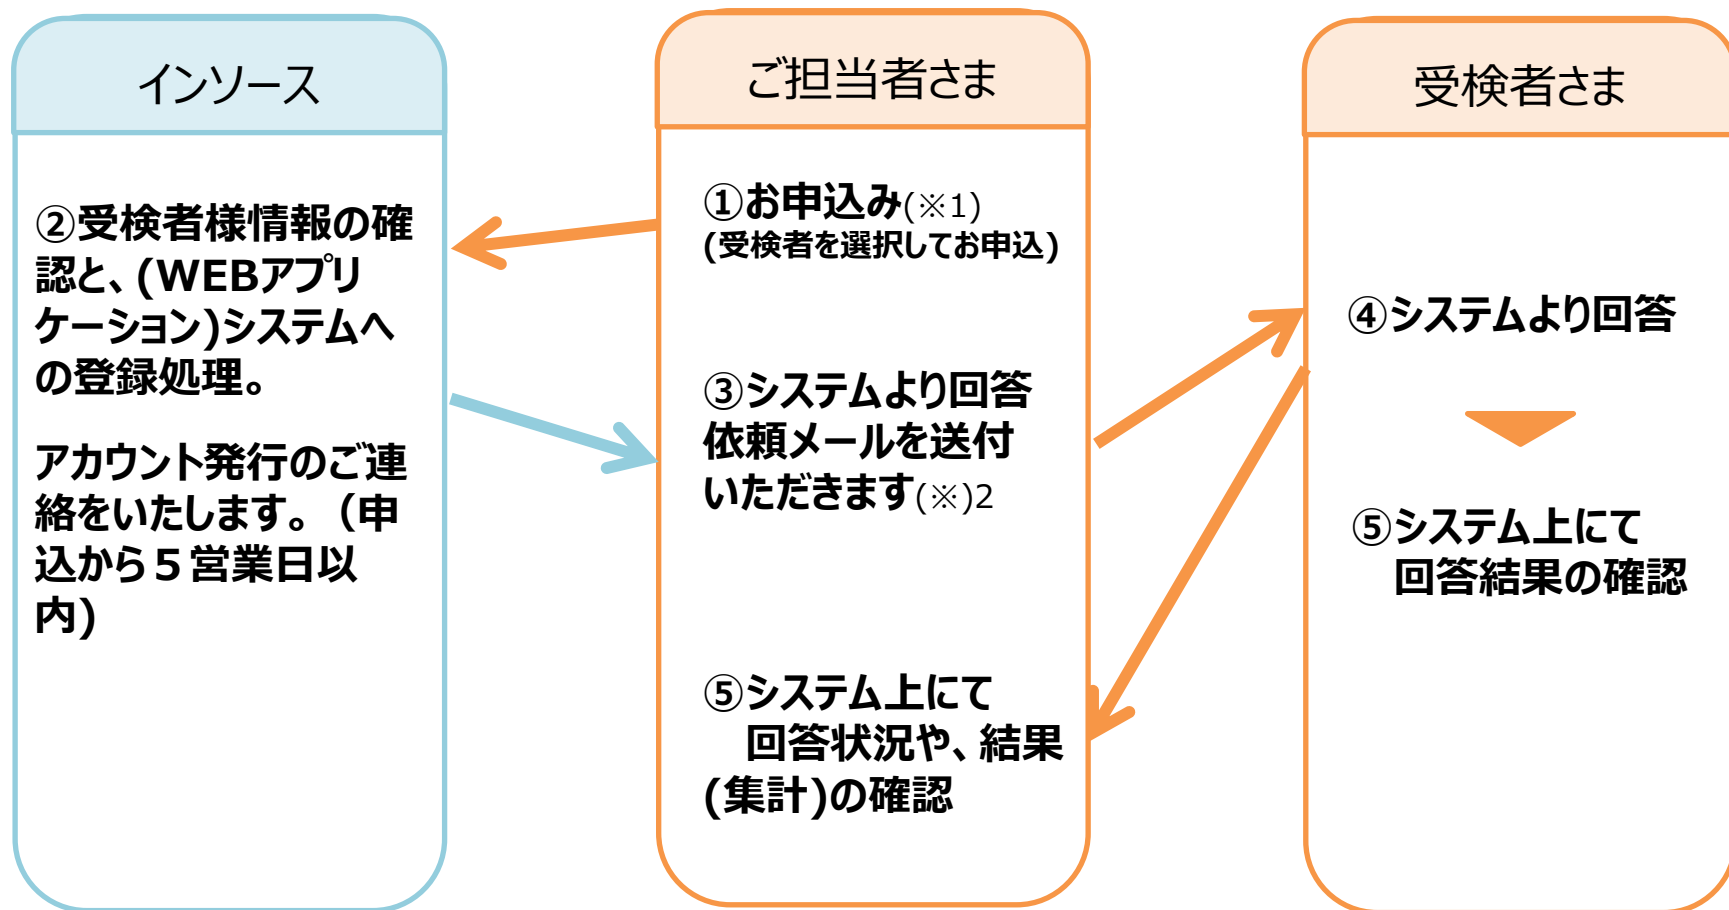 インソース
②受検者様情報の確
認と、(WEBアプリ
ケーション)システムへ
の登録処理。
アカウント発行のご連
絡をいたします。（申
込から５営業日以
内)
ご担当者さま
①お申込み(※1)
(受検者を選択してお申込)
③システムより回答
依頼メールを送付
いただきます(※)2
⑤システム上にて
回答状況や、結果
(集計)の確認
受検者さま
④システムより回答
⑤システム上にて
回答結果の確認